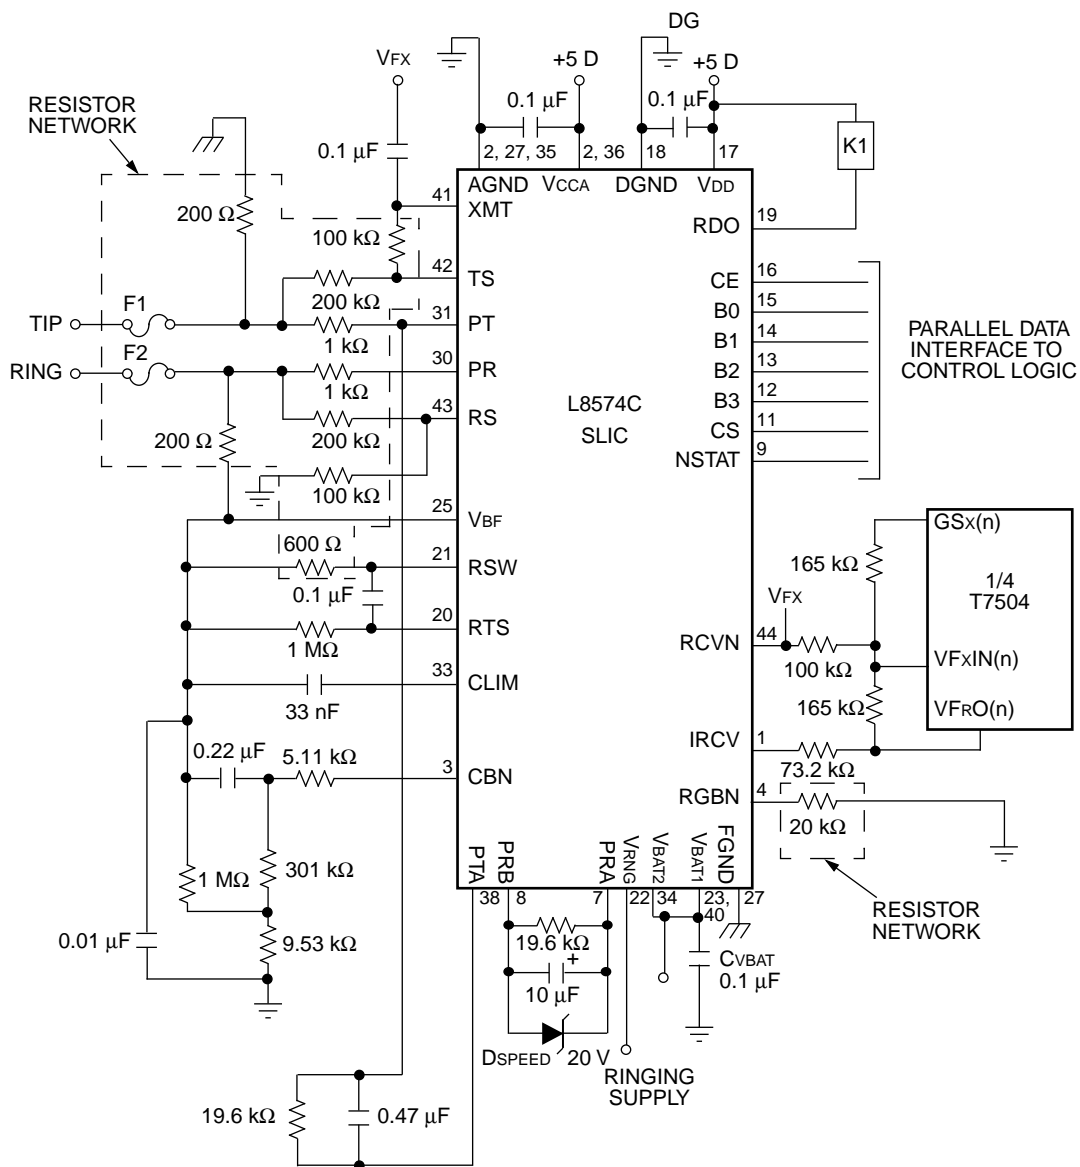 DG
VFX
+5 D
+5 D
RESISTOR
NETWORK
0.1 μF
0.1 μF
0.1 μF
2, 27, 35
2, 36
18
17
K1
AGND
VCCA
DGND
VDD
41
XMT
19
RDO
200 Ω
100 kΩ
42
TS
16
CE
200 kΩ
15
B0
TIP
F1
31
PT
14
B1
1 kΩ
PARALLEL DATA
INTERFACE TO
CONTROL LOGIC
RING
F2
30
PR
13
B2
1 kΩ
12
B3
43
RS
L8574C
SLIC
11
CS
200 Ω
200 kΩ
9
NSTAT
100 kΩ
25
VBF
GSX(n)
600 Ω
21
RSW
165 kΩ
1/4
T7504
0.1 μF
VFX
20
RTS
44
RCVN
1 MΩ
100 kΩ
VFXIN(n)
33
CLIM
33 nF
165 kΩ
VFRO(n)
0.22 μF
5.11 kΩ
1
IRCV
3
CBN
73.2 kΩ
4
RGBN
20 kΩ
301 kΩ
1 MΩ
PTA
PRB
PRA
VRNG
VBAT2
VBAT1
FGND
38
8
7
22
34
23,
40
27
RESISTOR
NETWORK
0.01 μF
9.53 kΩ
19.6 kΩ
+
10 μF
CVBAT
0.1 μF
DSPEED
20 V
RINGING
SUPPLY
19.6 kΩ
0.47 μF